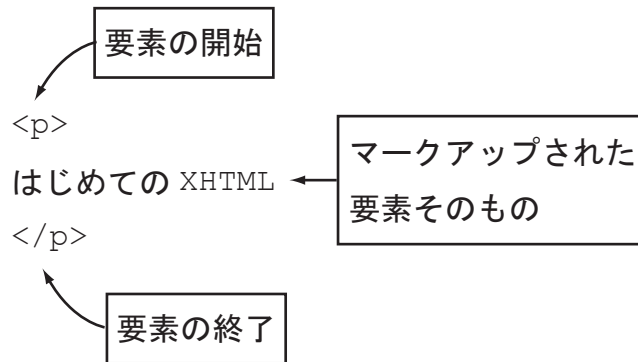 要素の開始
<p>
はじめての XHTML
マークアップされた
要素そのもの
</p>
要素の終了